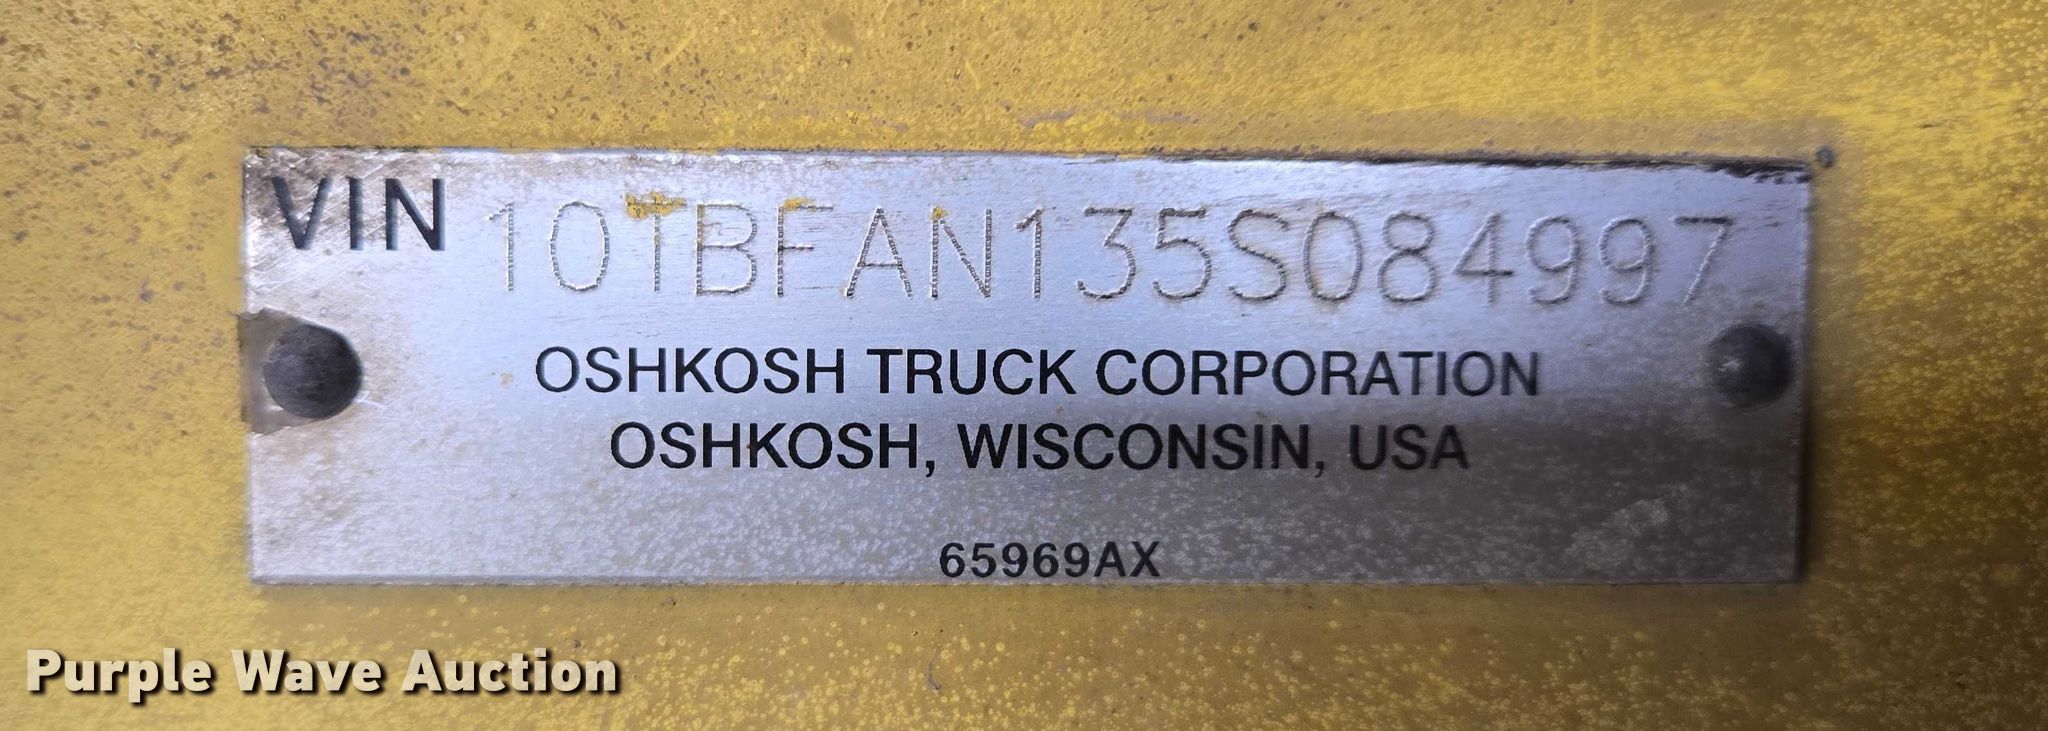 VIN 10TBFAN135S084997
OSHKOSH TRUCK CORPORATION
OSHKOSH, WISCONSIN, USA
65969AX
Purple Wave Auction